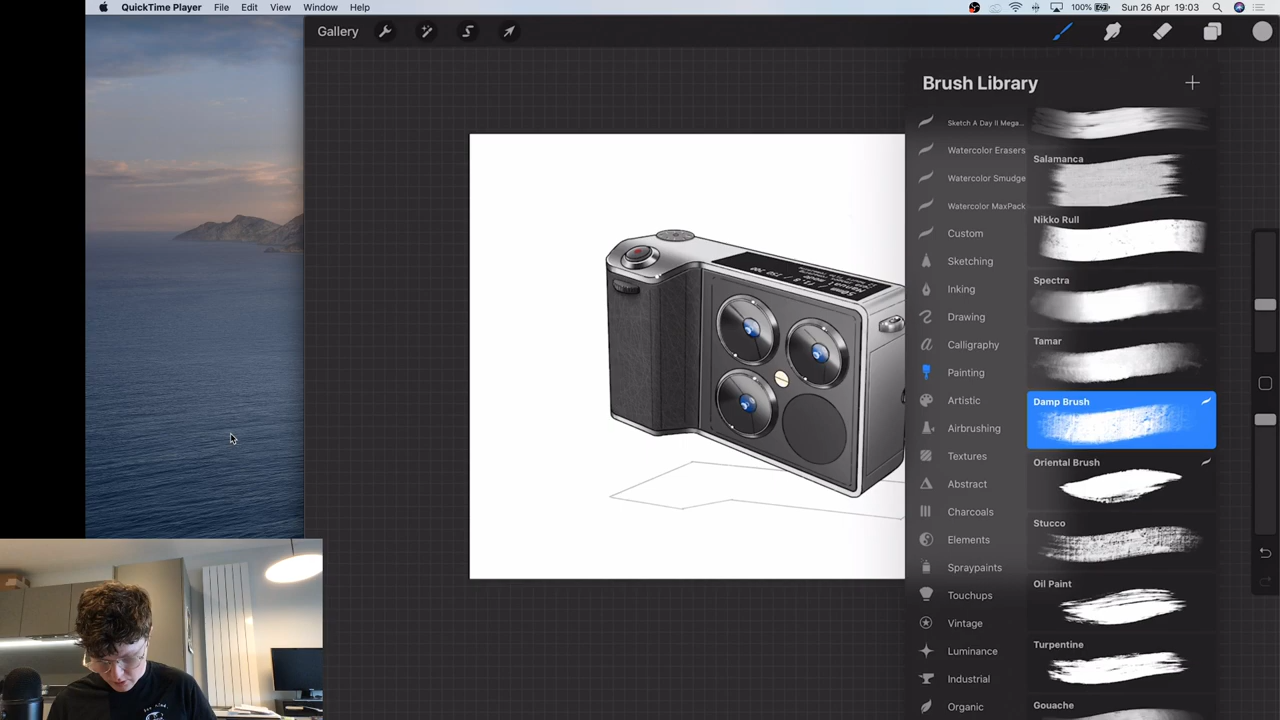 QuickTime Player File Edit View Window Help 100% Sun 26 Apr 19:03
Gallery
Brush Library
Sketch A Day II Mega...
Watercolor Erasers
Watercolor Smudge
Watercolor MaxPack
Custom
Sketching
Inking
Drawing
Calligraphy
Painting
Artistic
Airbrushing
Textures
Abstract
Charcoals
Elements
Spraypaints
Touchups
Vintage
Luminance
Industrial
Organic
Salamanca
Nikko Rull
Spectra
Tamar
Damp Brush
Oriental Brush
Stucco
Oil Paint
Turpentine
Gouache